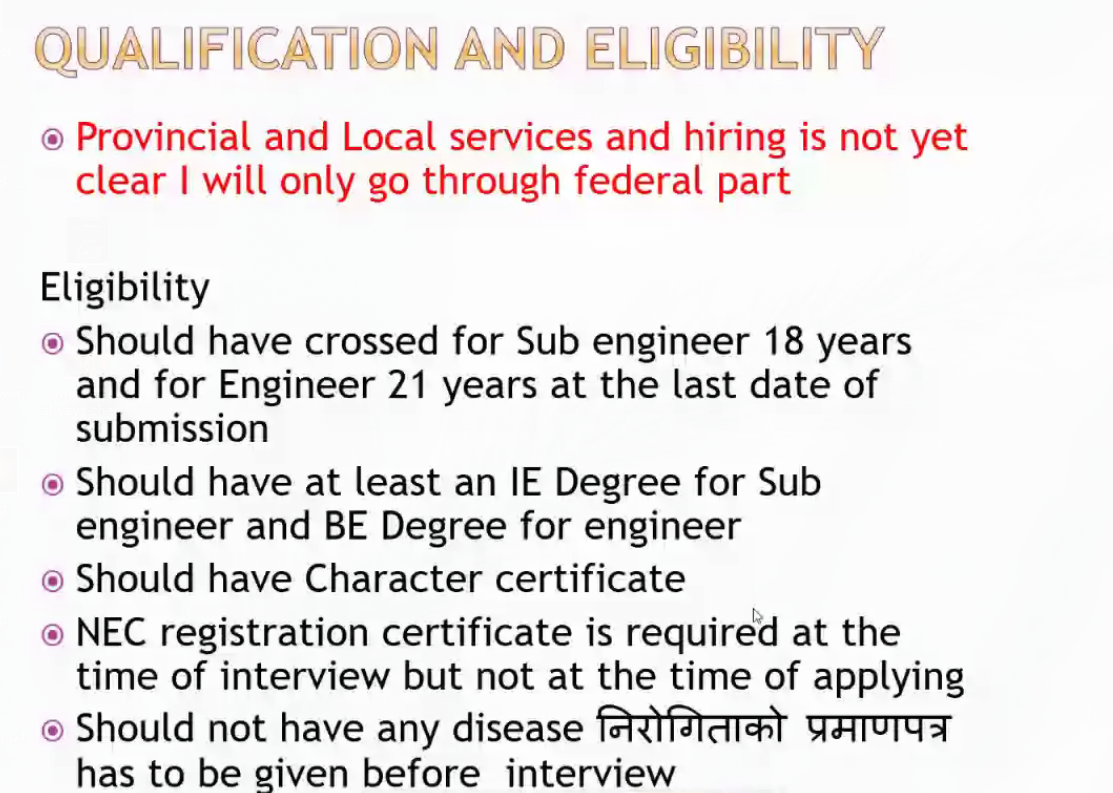 QUALIFICATION AND ELIGIBILITY
Provincial and Local services and hiring is not yet
clear I will only go through federal part
Eligibility
Should have crossed for Sub engineer 18 years
and for Engineer 21 years at the last date of
submission
Should have at least an IE Degree for Sub
engineer and BE Degree for engineer
Should have Character certificate
NEC registration certificate is required at the
time of interview but not at the time of applying
Should not have any disease निरोगिताको प्रमाणपत्र
has to be given before interview